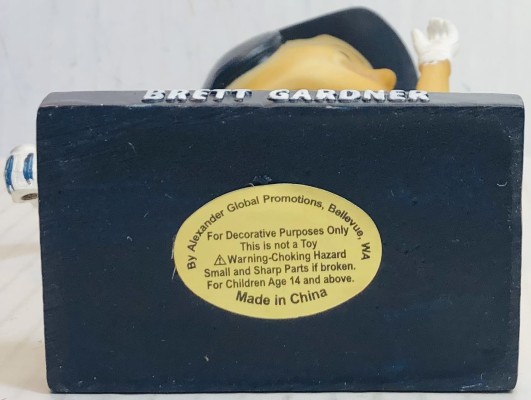 BRETT GARDNER
By Alexander Global Promotions, Bellevue, WA
For Decorative Purposes Only
This is not a Toy
⚠Warning-Choking Hazard
Small and Sharp Parts if broken.
For Children Age 14 and above.
Made in China